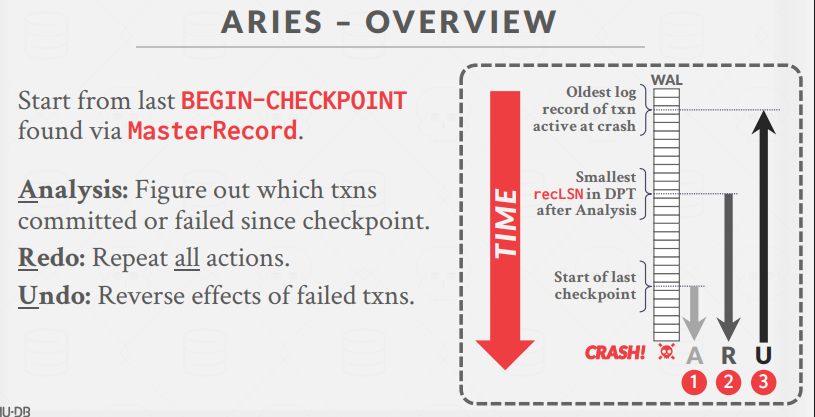 ARIES – OVERVIEW
Start from last BEGIN-CHECKPOINT
found via MasterRecord.
Analysis: Figure out which txns
committed or failed since checkpoint.
Redo: Repeat all actions.
Undo: Reverse effects of failed txns.
TIME
WAL
Oldest log
record of txn
active at crash
Smallest
recLSN in DPT
after Analysis
Start of last
checkpoint
CRASH!
A R U
1 2 3